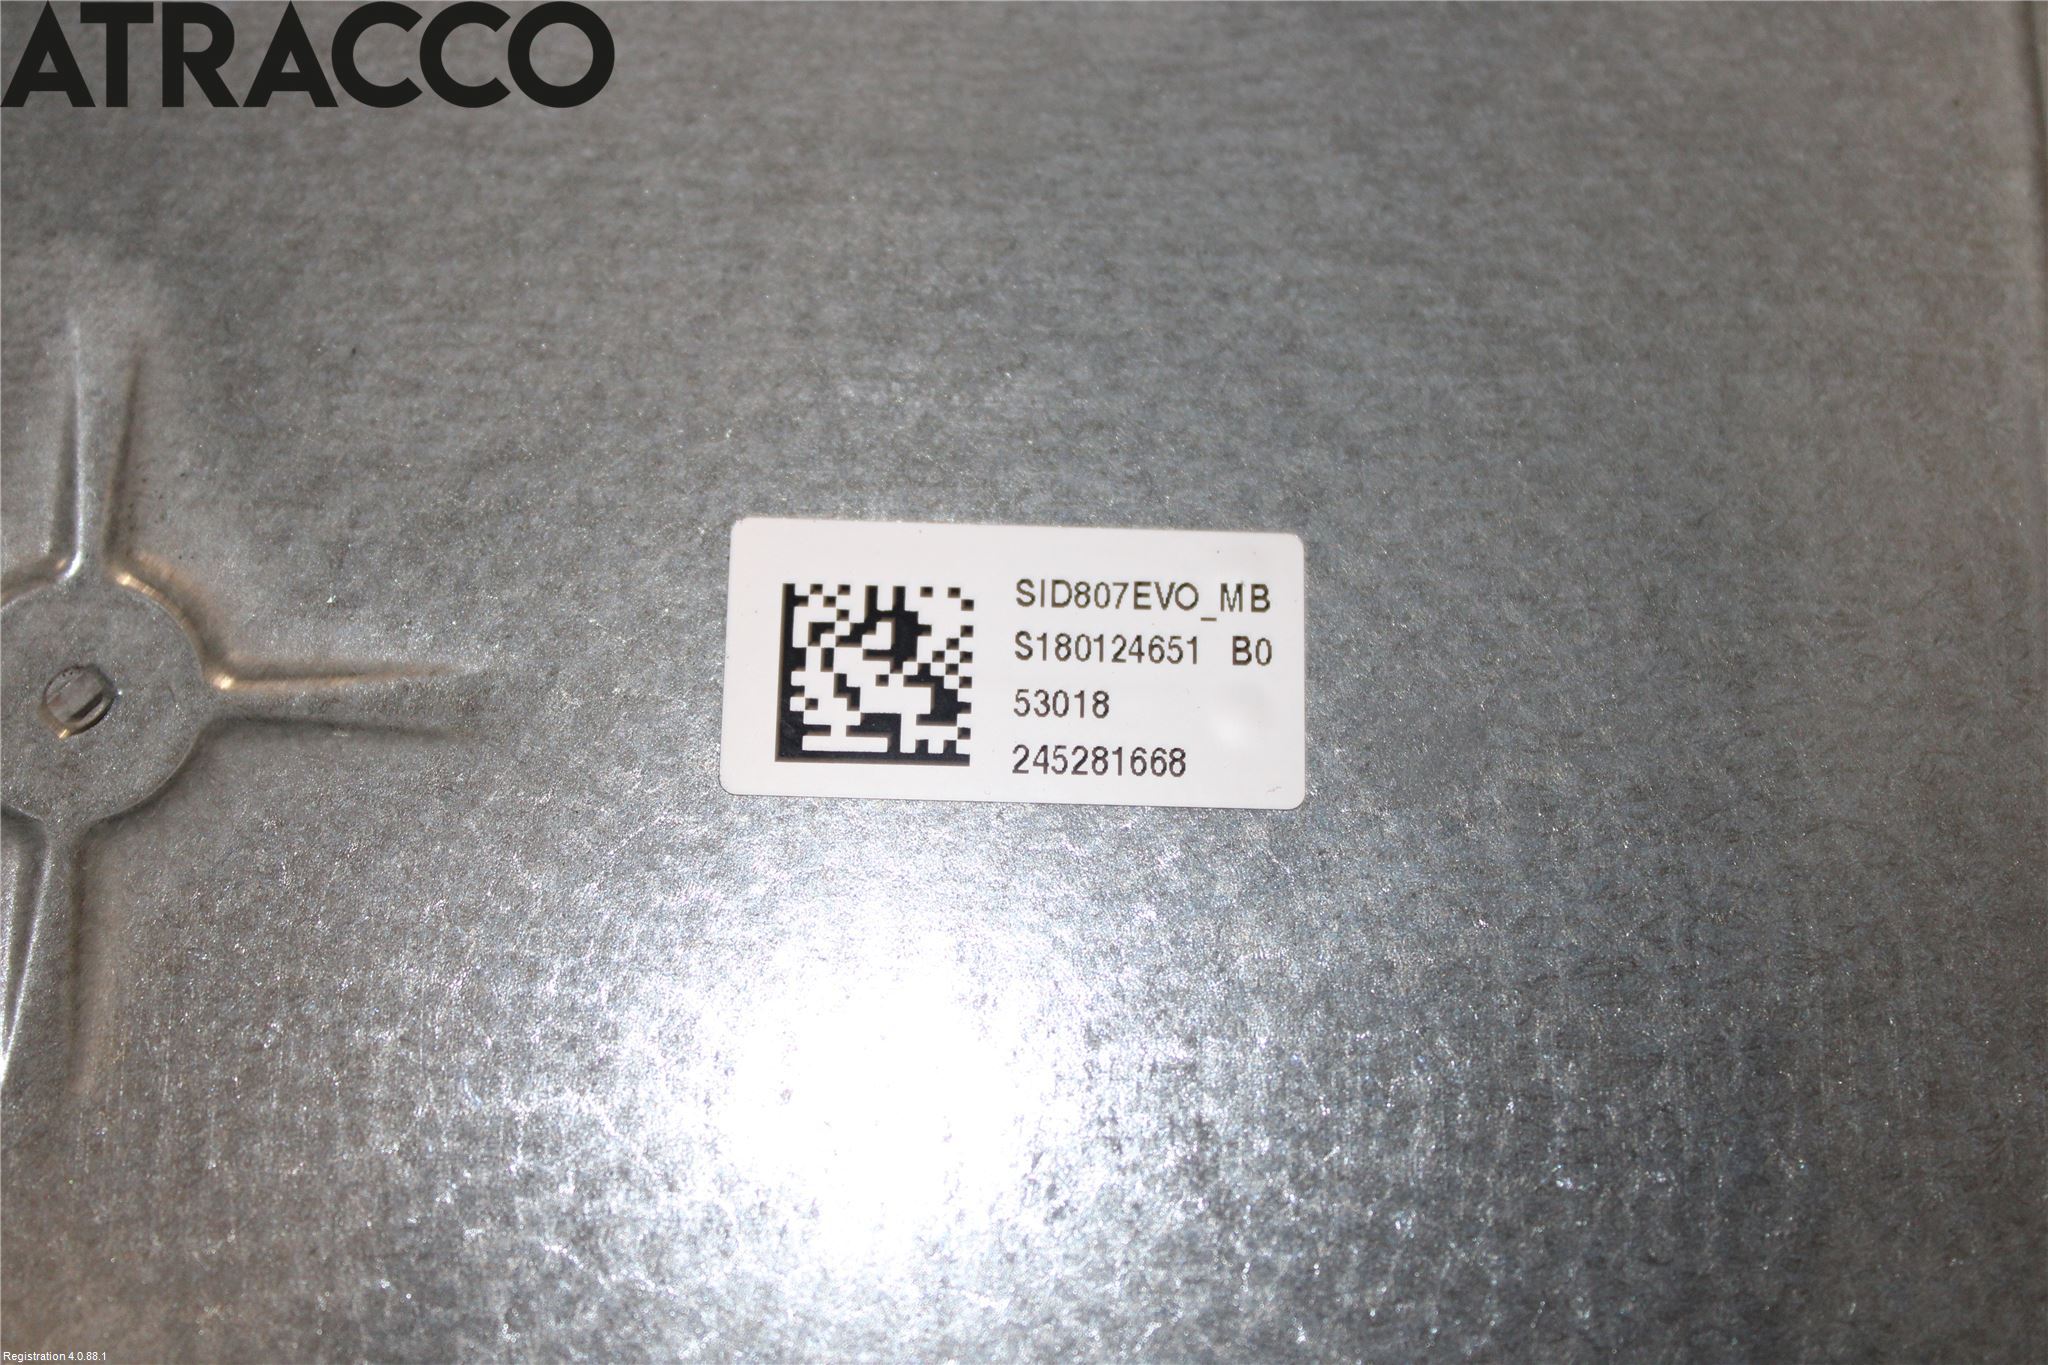 ATRACCO
SID807EVO_MB
S180124651 B0
53018
245281668
Registration 4.0.88.1